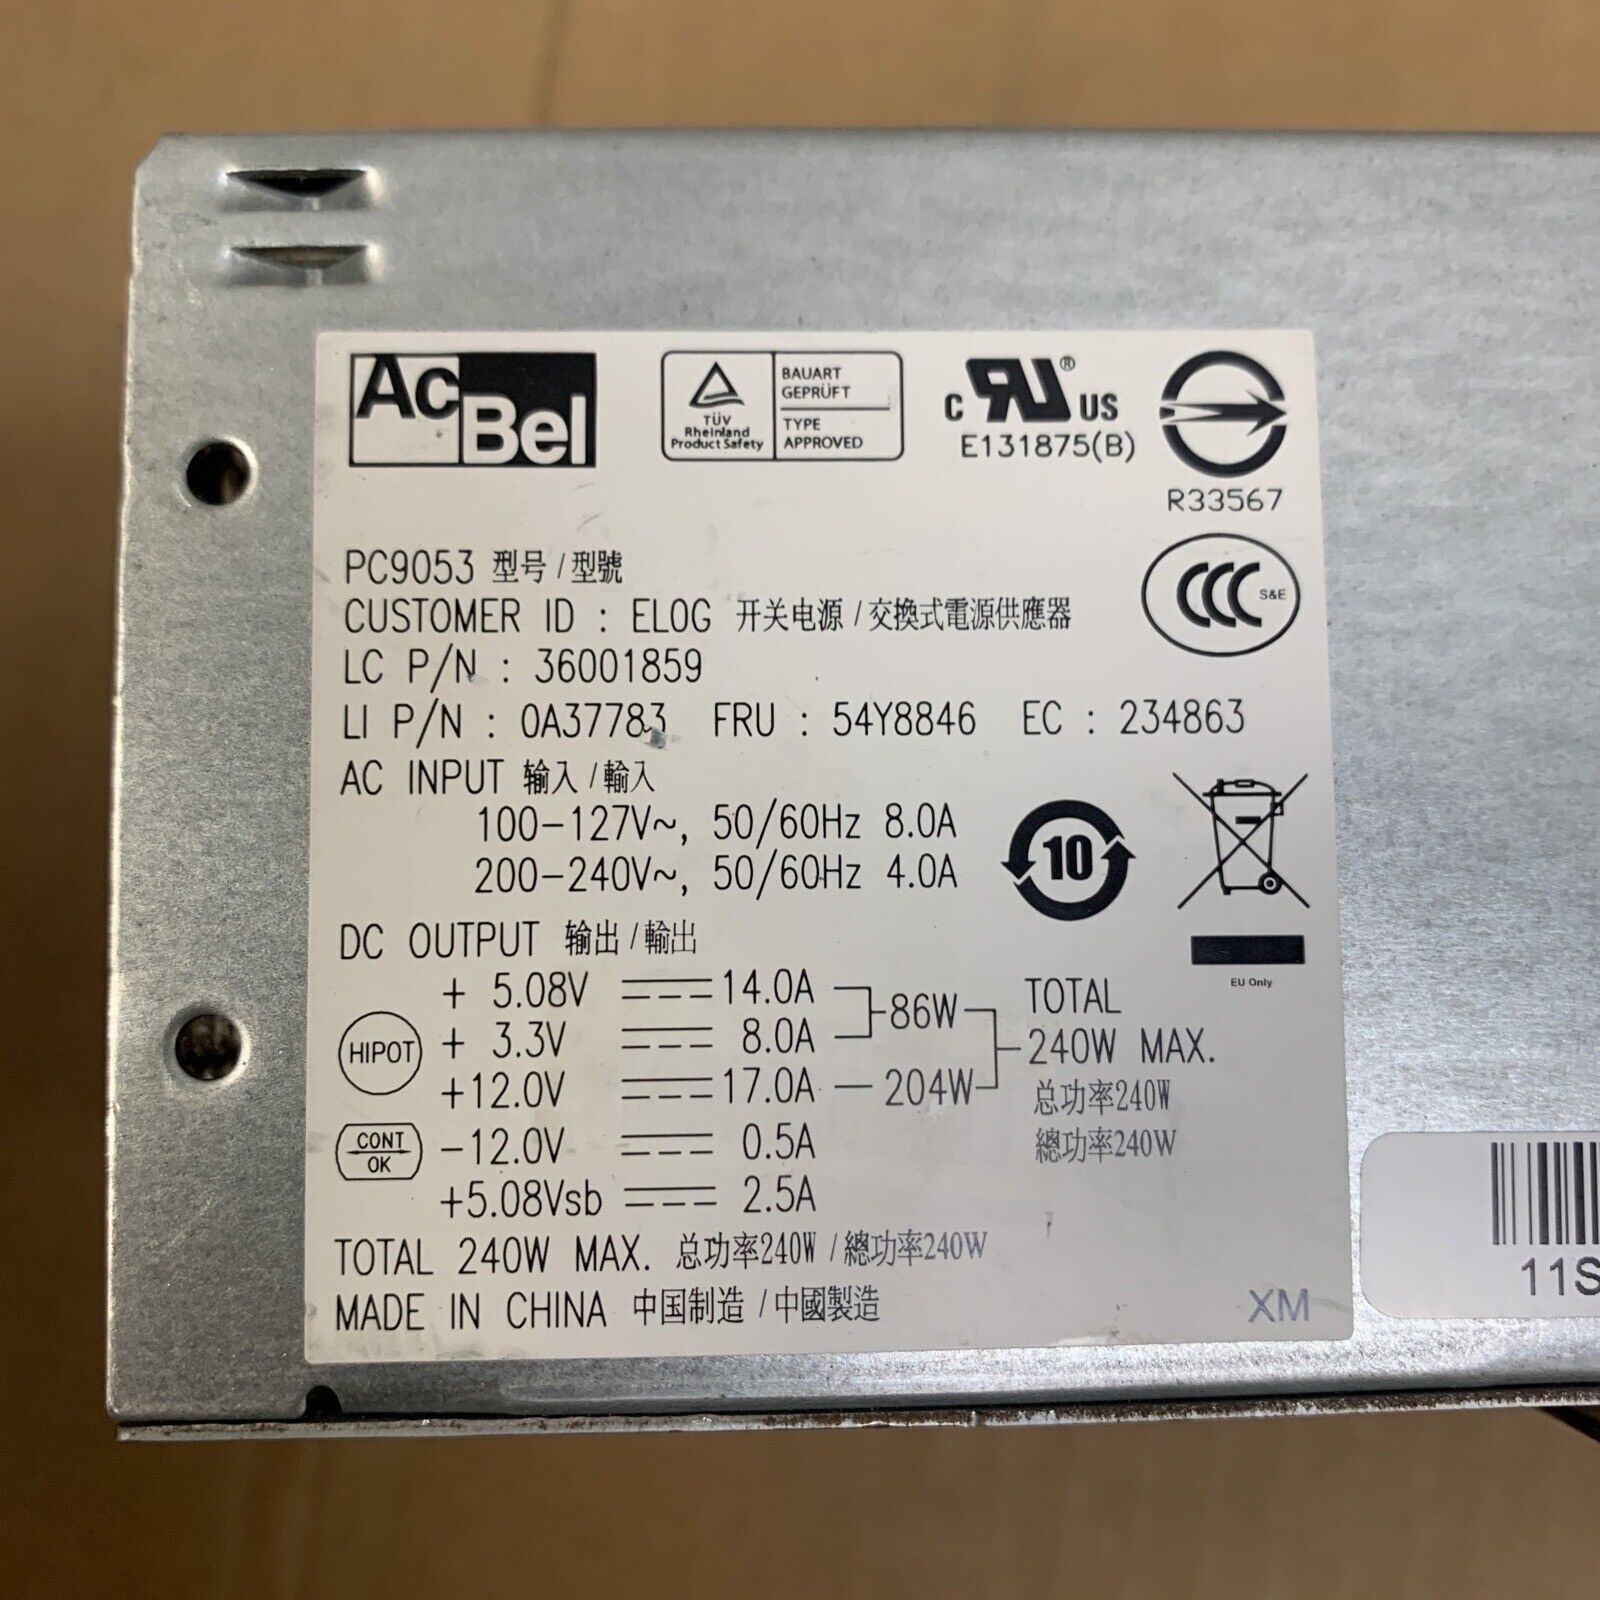 AcBel
TÜV
Rheinland
Product Safety
BAUART
GEPRÜFT
TYPE
APPROVED
C RU ® US
E131875(B)
R33567
PC9053 型号 / 型號
CCC S&E
CUSTOMER ID : EL0G 开关电源 / 交換式電源供應器
LC P/N : 36001859
LI P/N : 0A37783 FRU : 54Y8846 EC : 234863
AC INPUT 输入 / 輸入
100-127V~, 50/60Hz 8.0A
200-240V~, 50/60Hz 4.0A
10
EU Only
DC OUTPUT 输出 / 輸出
+ 5.08V 14.0A
+ 3.3V 8.0A
86W
+12.0V 17.0A 204W
-12.0V 0.5A
+5.08Vsb 2.5A
HIPOT
CONT
OK
TOTAL
240W MAX.
总功率240W
總功率240W
TOTAL 240W MAX. 总功率240W / 總功率240W
MADE IN CHINA 中国制造 / 中國製造
XM
11S